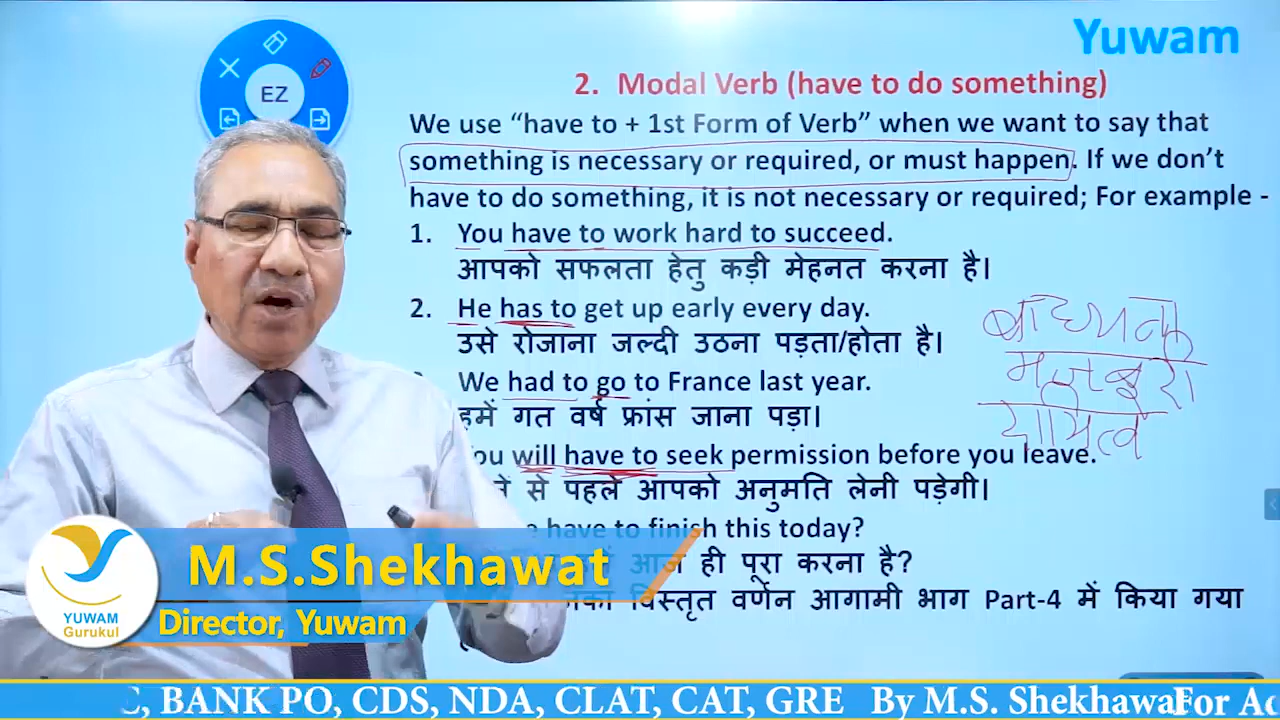 Yuwam
EZ
2. Modal Verb (have to do something)
We use “have to + 1st Form of Verb” when we want to say that
something is necessary or required, or must happen. If we don’t
have to do something, it is not necessary or required; For example -
1. You have to work hard to succeed.
आपको सफलता हेतु कड़ी मेहनत करना है।
2. He has to get up early every day.
उसे रोजाना जल्दी उठना पड़ता/होता है।
We had to go to France last year.
हमें गत वर्ष फ्रांस जाना पड़ा।
बाध्यता
मजबूरी
दायित्व
will have to seek permission before you leave.
से पहले आपको अनुमति लेनी पड़ेगी।
have to finish this today?
आज ही पूरा करना है?
विस्तृत वर्णन आगामी भाग Part-4 में किया गया
M.S.Shekhawat
Director, Yuwam
YUWAM
Gurukul
C, BANK PO, CDS, NDA, CLAT, CAT, GRE By M.S. Shekhawat
For Ad